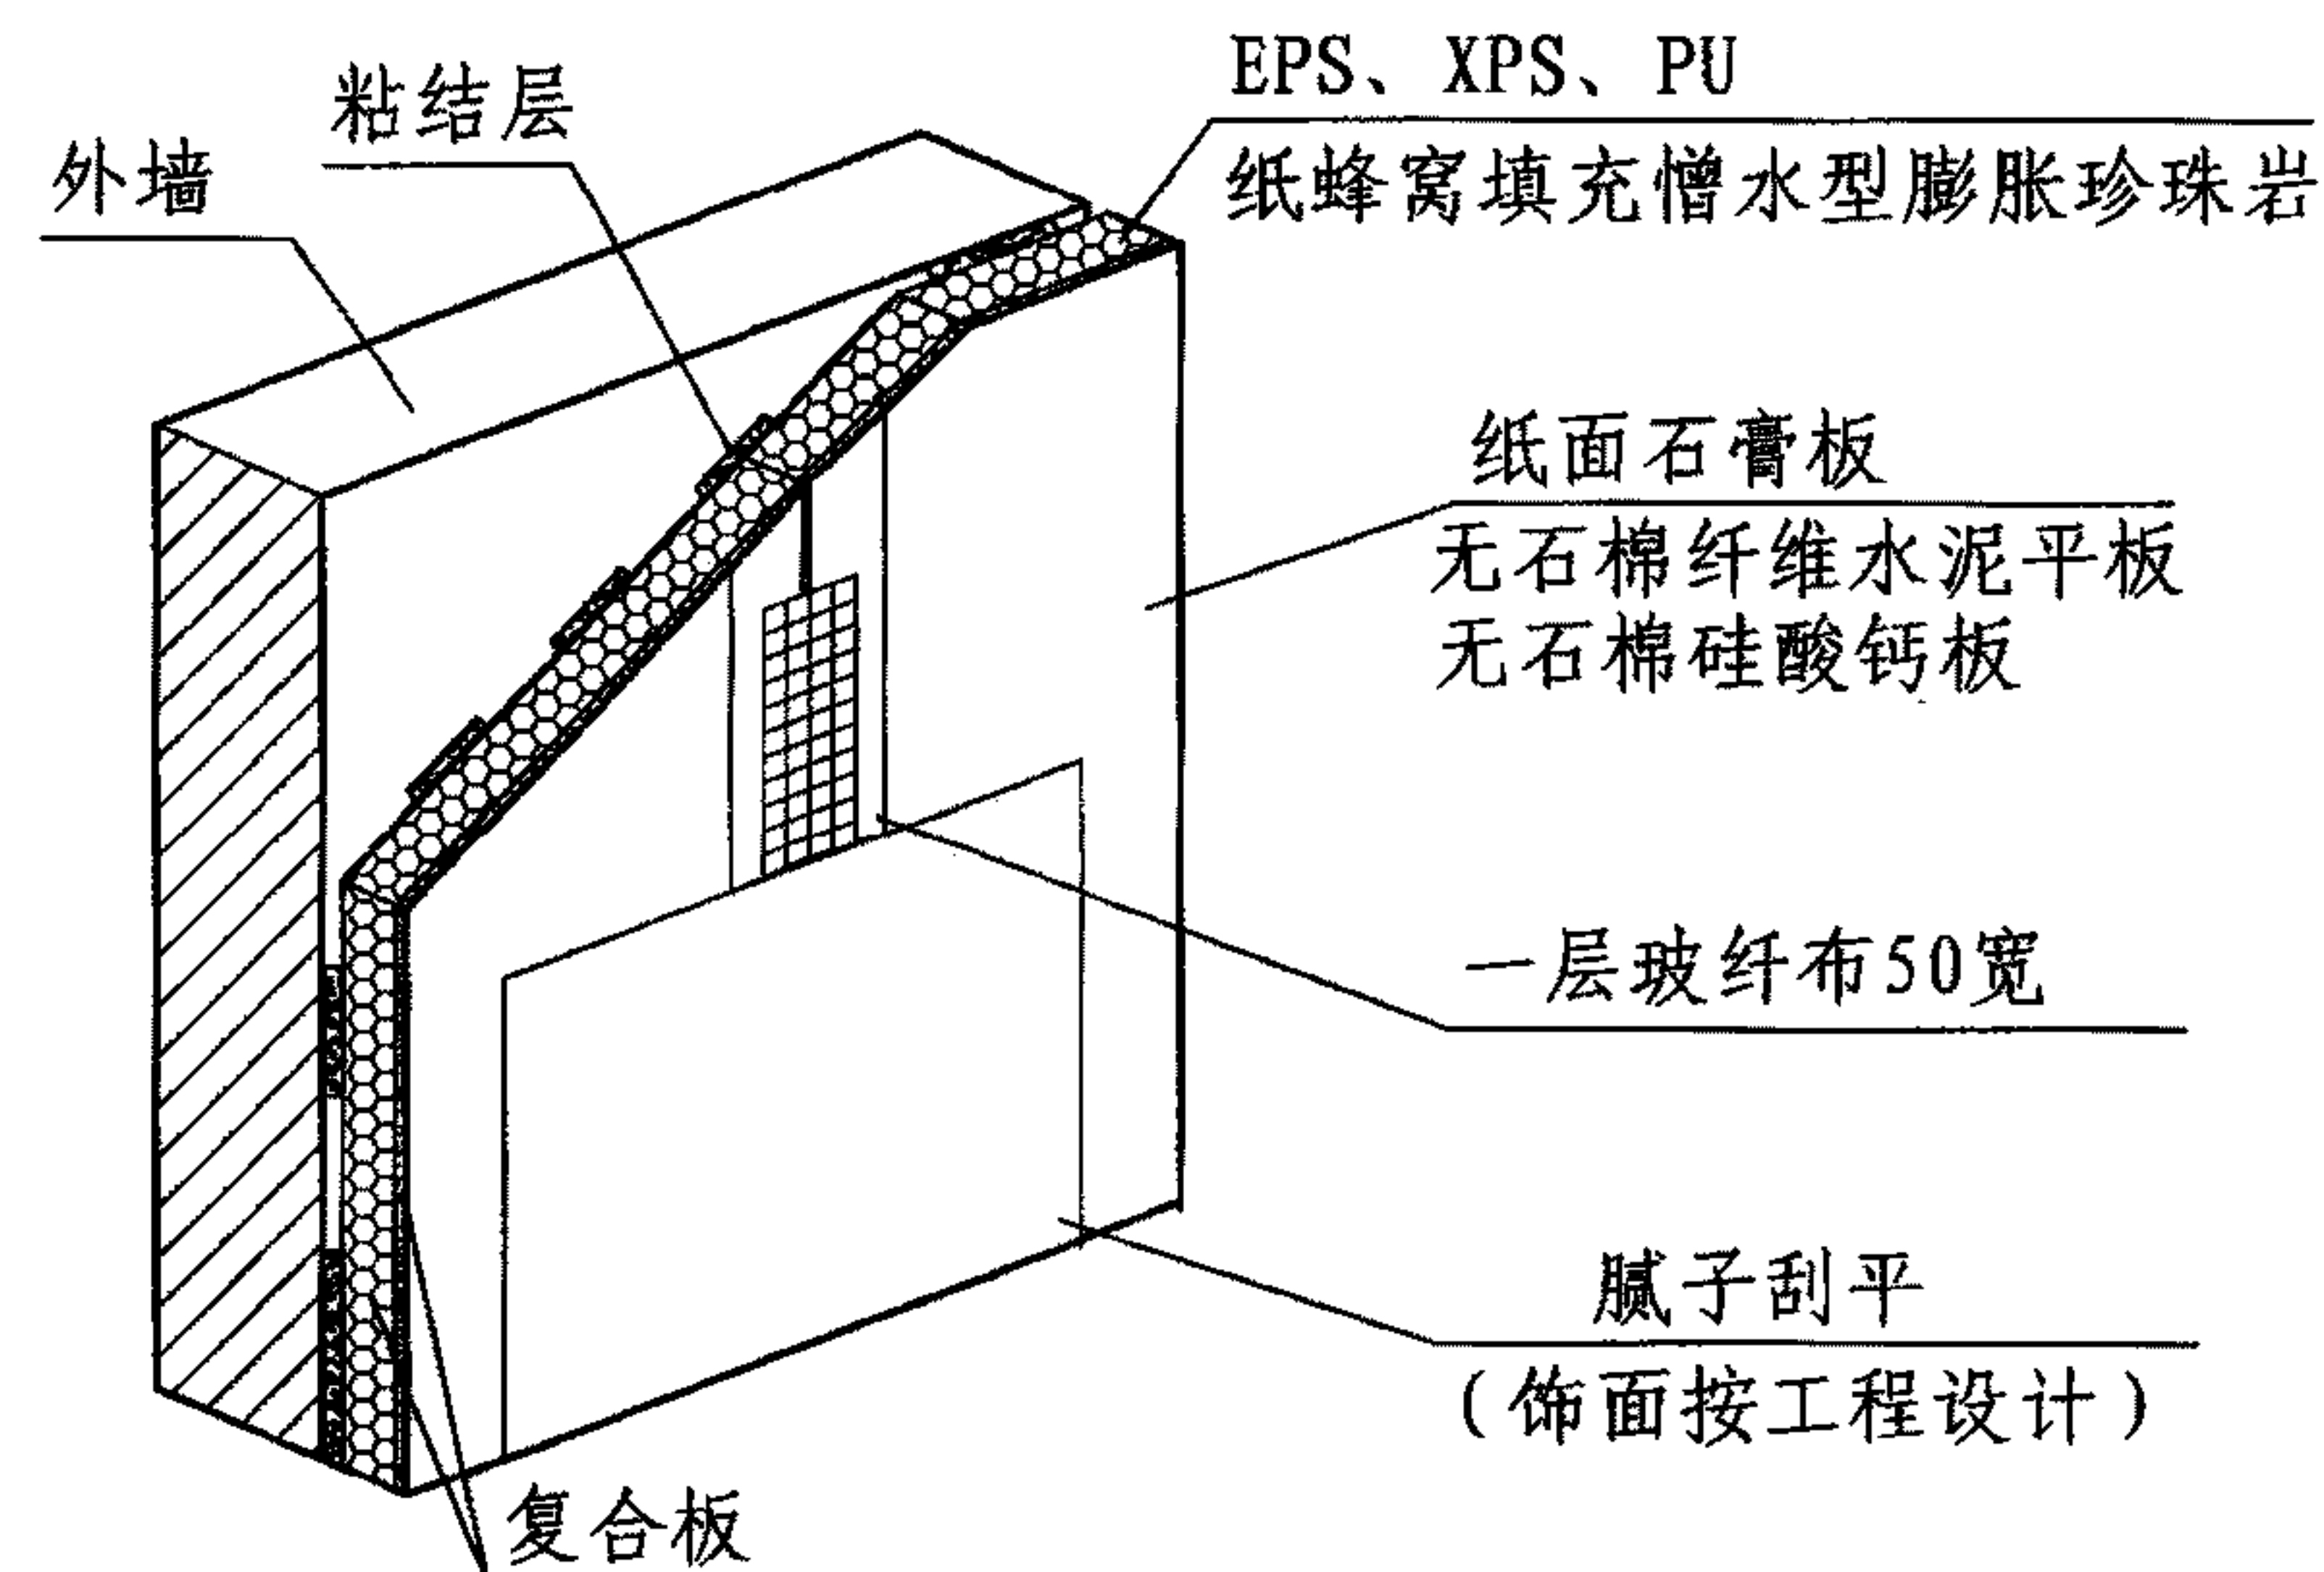 EPS、XPS、PU
纸蜂窝填充憎水型膨胀珍珠岩
粘结层
外墙
纸面石膏板
无石棉纤维水泥平板
无石棉硅酸钙板
一层玻纤布50宽
腻子刮平
(饰面按工程设计)
复合板